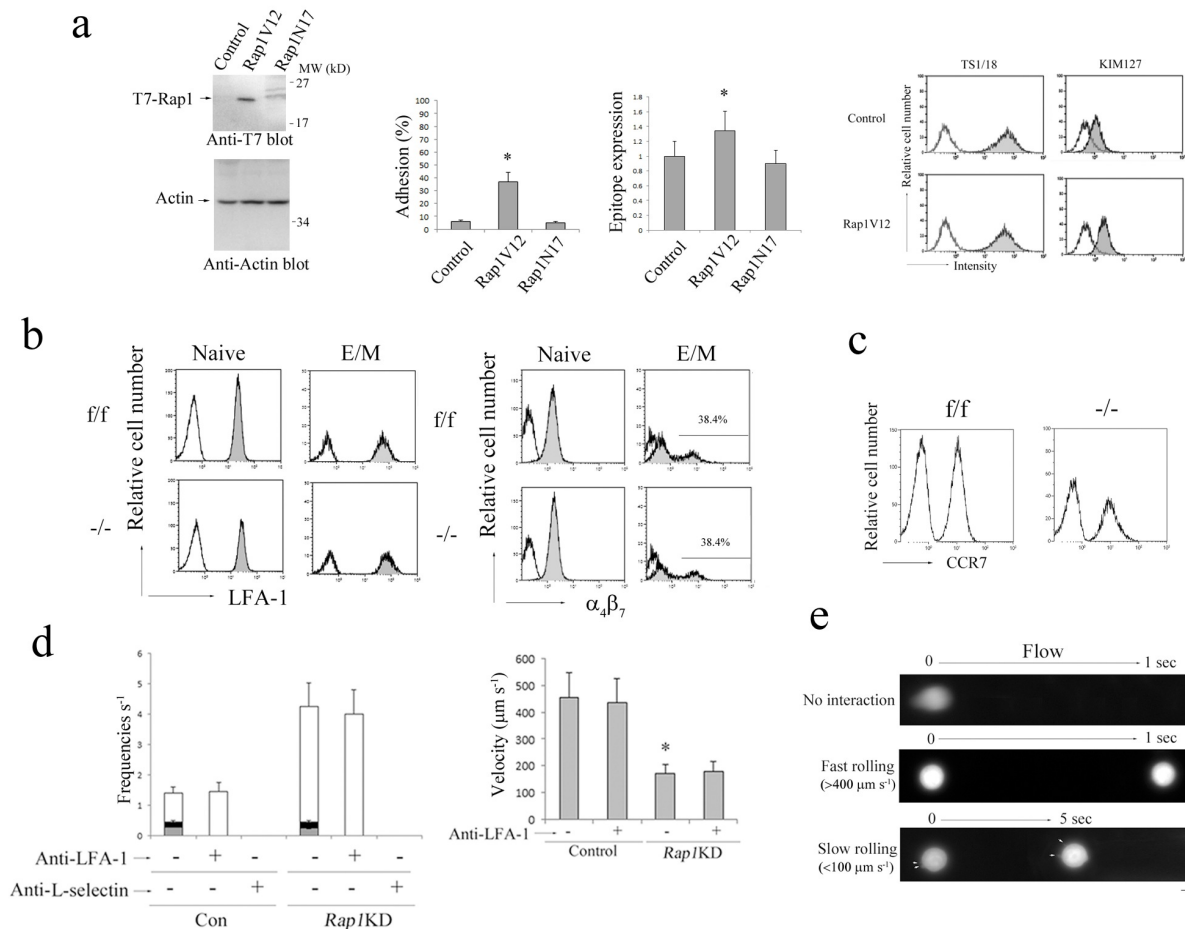 a
Control
Rap1V12
Rap1N17
MW (kD)
27
T7-Rap1
17
Anti-T7 blot
Actin
34
Anti-Actin blot
Adhesion (%)
100
90
80
70
60
50
40
30
20
10
0
*
Control
Rap1V12
Rap1N17
Epitope expression
1.8
1.6
1.4
1.2
1
0.8
0.6
0.4
0.2
0
*
Control
Rap1V12
Rap1N17
TS1/18
KIM127
Control
Rap1V12
Relative cell number
Intensity
b
Naive
E/M
f/f
-/-
Relative cell number
LFA-1
Naive
E/M
f/f
-/-
Relative cell number
38.4%
38.4%
α4β7
c
f/f
-/-
Relative cell number
CCR7
d
Frequencies s-1
6
5
4
3
2
1
0
Anti-LFA-1 - + - +
Anti-L-selectin - - + - - +
Con
Rap1KD
Velocity (μm s-1)
600
500
400
300
200
100
0
*
Anti-LFA-1 - + - +
Control
Rap1KD
e
Flow
0 1 sec
No interaction
0 1 sec
Fast rolling
(>400 μm s-1)
0 5 sec
Slow rolling
(<100 μm s-1)